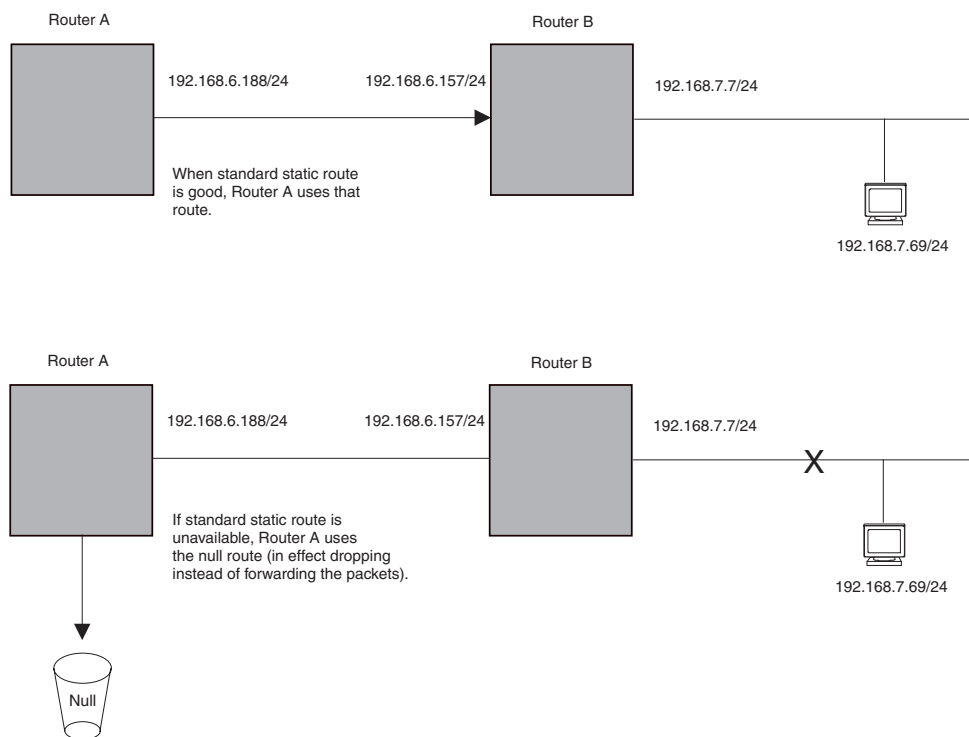 Router A
Router B
192.168.6.188/24
192.168.6.157/24
192.168.7.7/24
When standard static route
is good, Router A uses that
route.
192.168.7.69/24
Router A
Router B
192.168.6.188/24
192.168.6.157/24
192.168.7.7/24
X
If standard static route is
unavailable, Router A uses
the null route (in effect dropping
instead of forwarding the packets).
192.168.7.69/24
Null